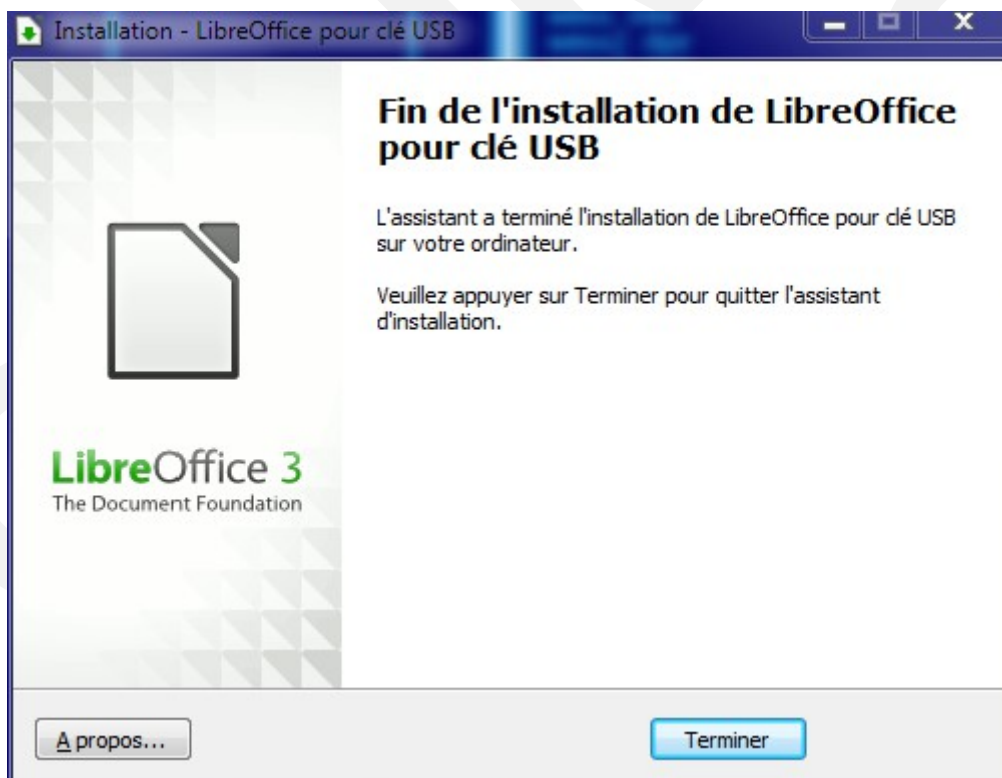 Installation - LibreOffice pour clé USB
Fin de l'installation de LibreOffice
pour clé USB
L'assistant a terminé l'installation de LibreOffice pour clé USB
sur votre ordinateur.
Veuillez appuyer sur Terminer pour quitter l'assistant
d'installation.
LibreOffice 3
The Document Foundation
A propos...
Terminer